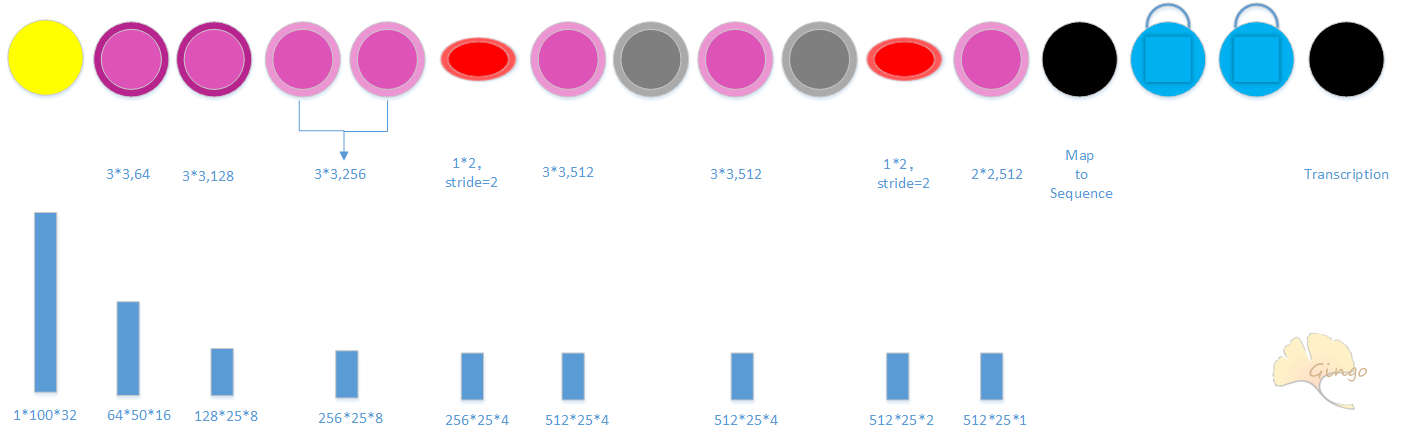 3*3,64
3*3,128
3*3,256
1*2，
stride=2
3*3,512
3*3,512
1*2，
stride=2
2*2,512
Map
to
Sequence
Transcription
1*100*32
64*50*16
128*25*8
256*25*8
256*25*4
512*25*4
512*25*4
512*25*2
512*25*1
Gingo